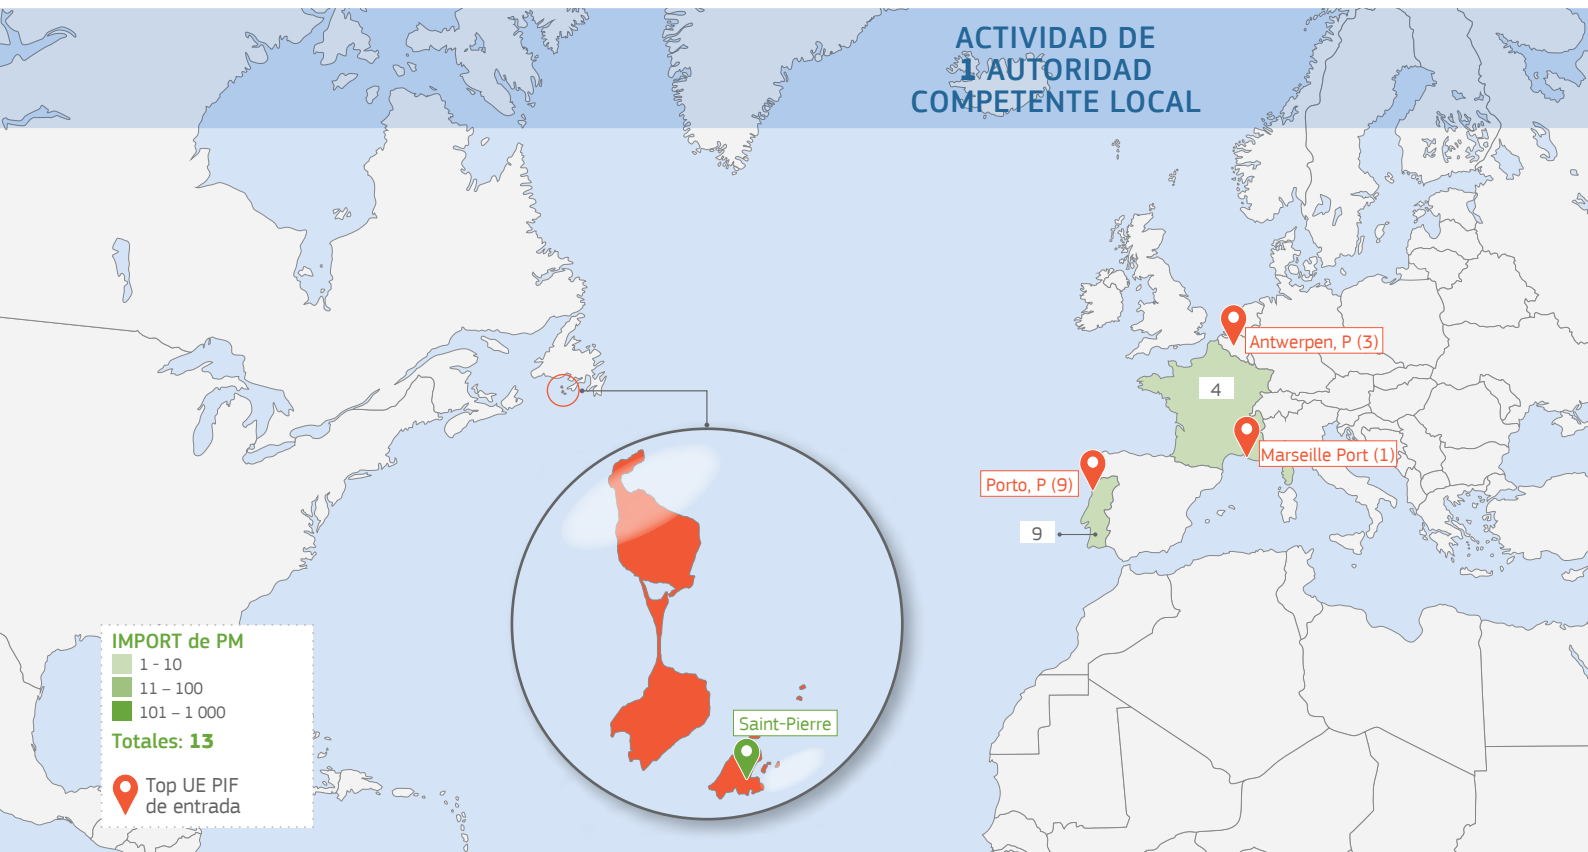 ACTIVIDAD DE
1 AUTORIDAD
COMPETENTE LOCAL
Antwerpen, P (3)
4
Marseille Port (1)
Porto, P (9)
9
Saint-Pierre
IMPORT de PM
1 - 10
11 – 100
101 – 1 000
Totales: 13
Top UE PIF
de entrada